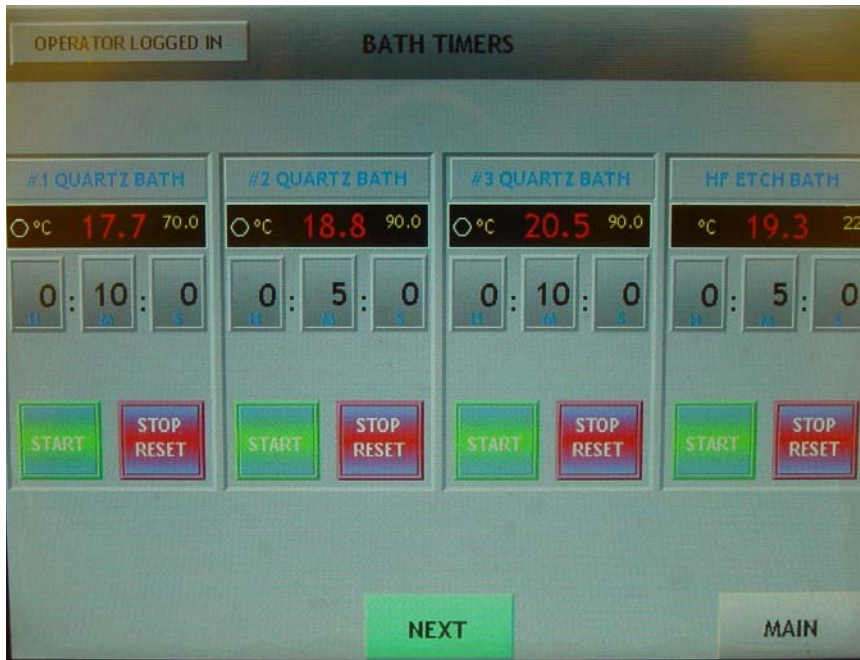 OPERATOR LOGGED IN
BATH TIMERS
#1 QUARTZ BATH
°C 17.7 70.0
0 : 10 : 0
H M S
START
STOP
RESET
#2 QUARTZ BATH
°C 18.8 90.0
0 : 5 : 0
H M S
START
STOP
RESET
#3 QUARTZ BATH
°C 20.5 90.0
0 : 10 : 0
H M S
START
STOP
RESET
HF ETCH BATH
°C 19.3 22
0 : 5 : 0
H M S
START
STOP
RESET
NEXT
MAIN